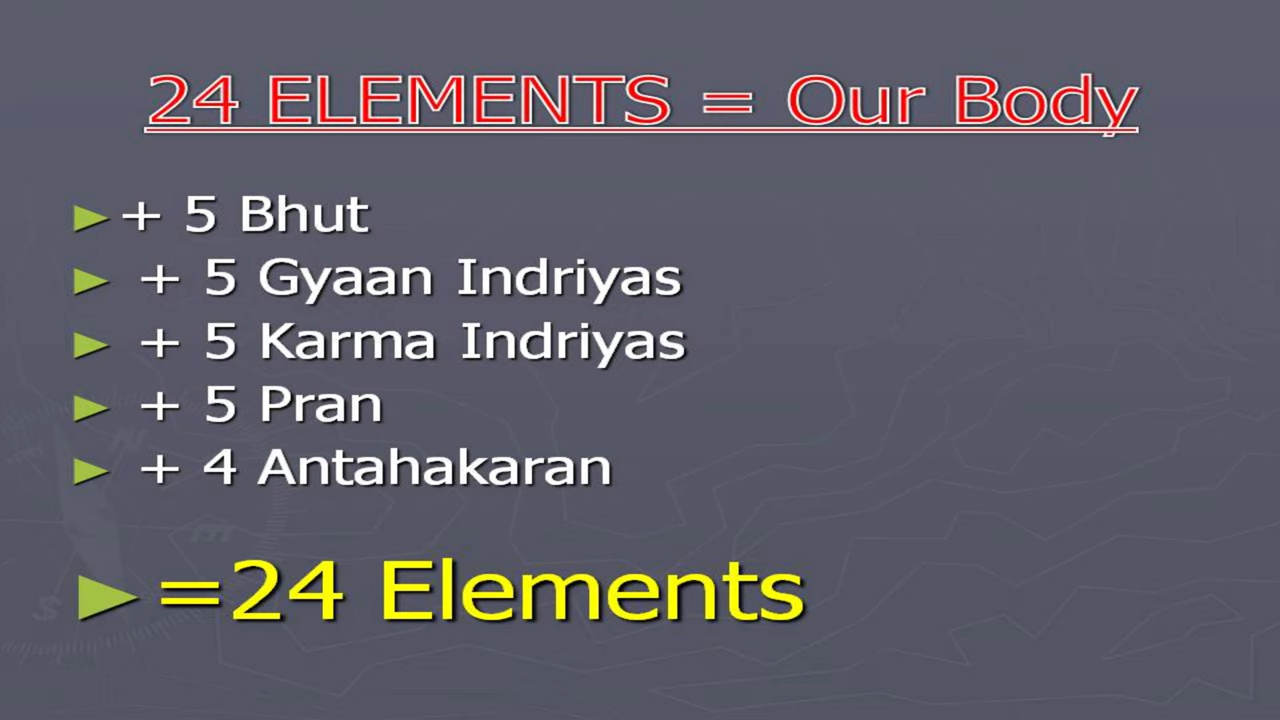 24 ELEMENTS = Our Body
+ 5 Bhut
+ 5 Gyaan Indriyas
+ 5 Karma Indriyas
+ 5 Pran
+ 4 Antahakaran
=24 Elements
N
m
S